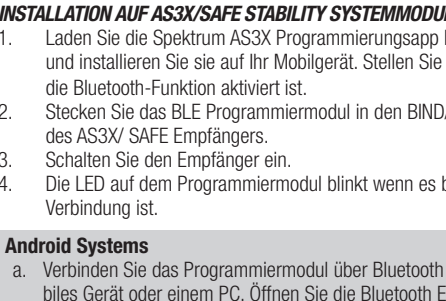 INSTALLATION AUF AS3X/SAFE STABILITY
1. Laden Sie die Spektrum AS3X Programmierungsapp
und installieren Sie sie auf Ihr Mobilgerät. Stellen Sie
die Bluetooth-Funktion aktiviert ist.
2. Stecken Sie das BLE Programmiermodul in den
des AS3X/ SAFE Empfängers.
3. Schalten Sie den Empfänger ein.
4. Die LED auf dem Programmiermodul blinkt wenn es
Verbindung ist.
Android Systems
a. Verbinden Sie das Programmiermodul über Bluetooth
biles Gerät oder einem PC. Öffnen Sie die Bluetooth